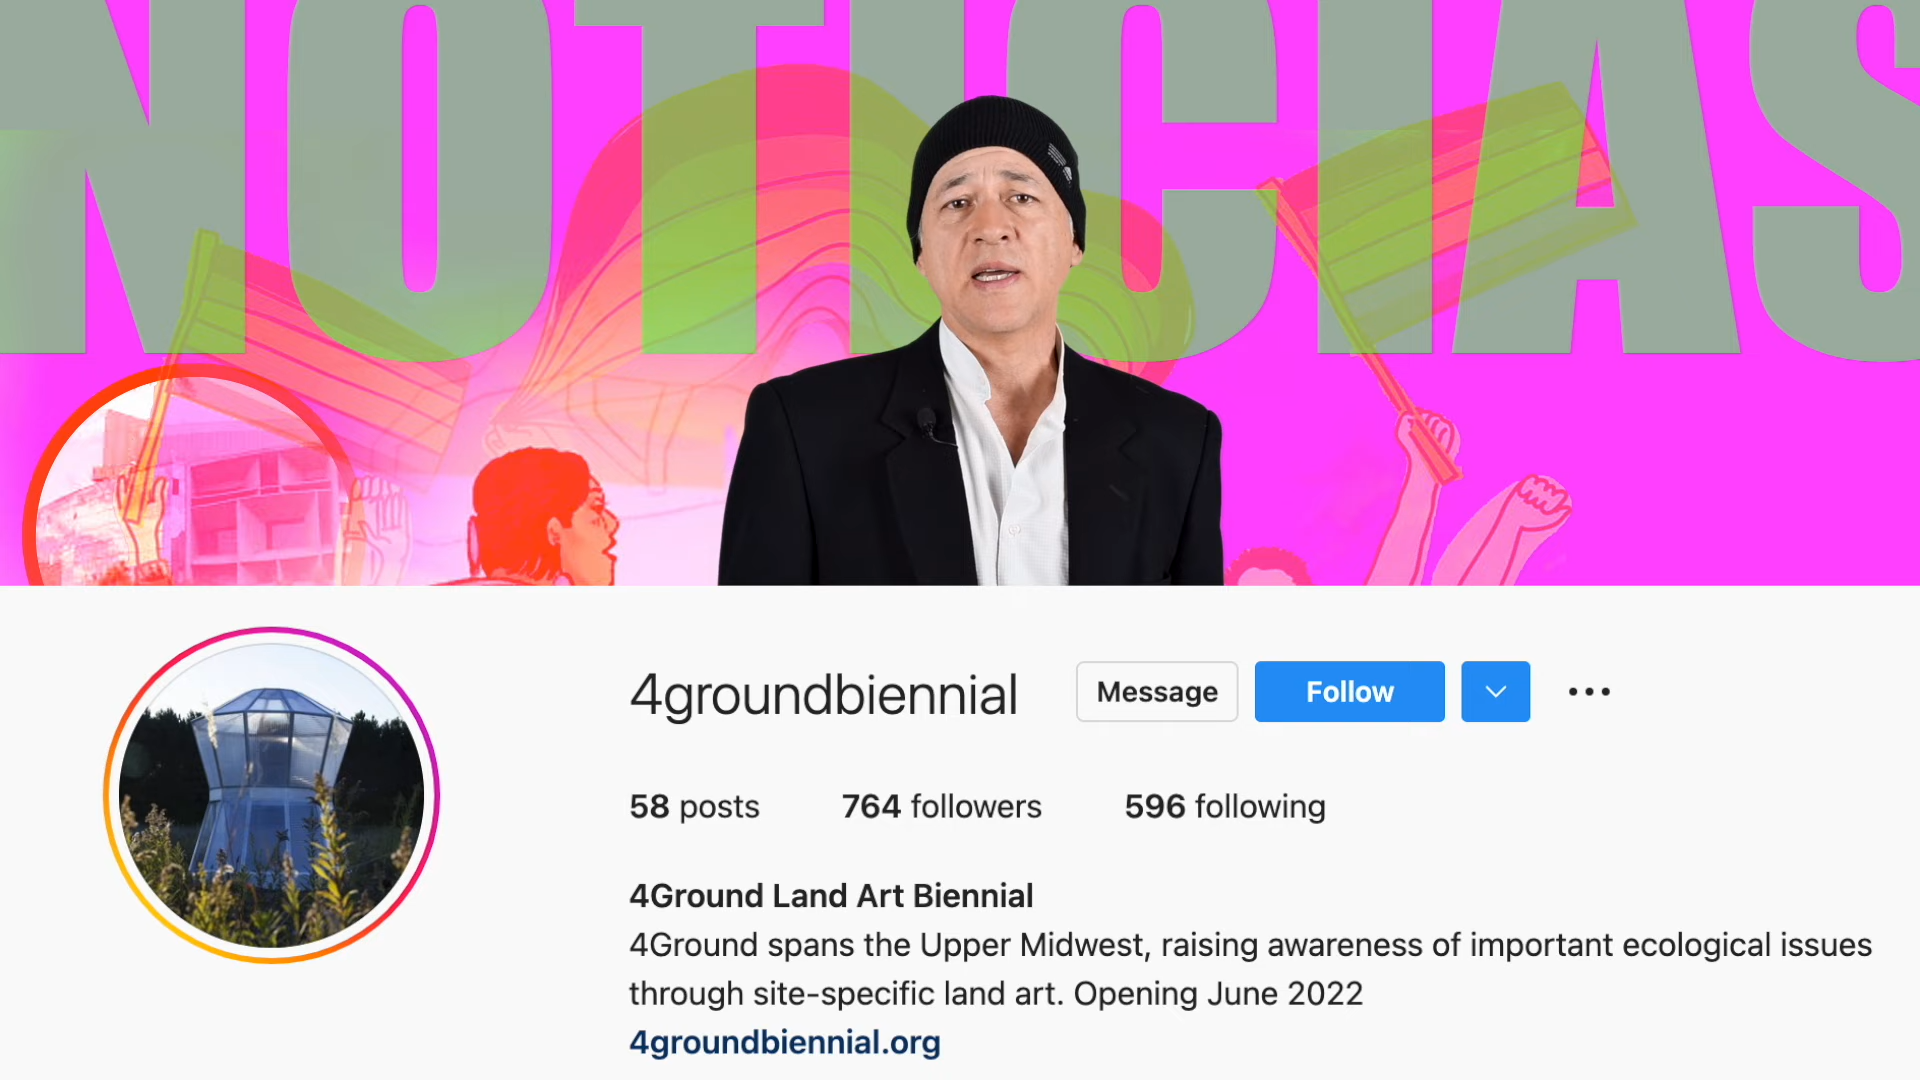 NOTICIAS
4groundbiennial Message Follow
58 posts 764 followers 596 following
4Ground Land Art Biennial
4Ground spans the Upper Midwest, raising awareness of important ecological issues
through site-specific land art. Opening June 2022
4groundbiennial.org